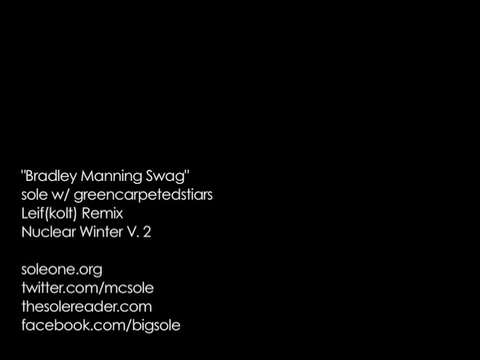 "Bradley Manning Swag"
sole w/ greencarpetedstiars
Leif(kolt) Remix
Nuclear Winter V. 2
soleone.org
twitter.com/mcsole
thesolereader.com
facebook.com/bigsole